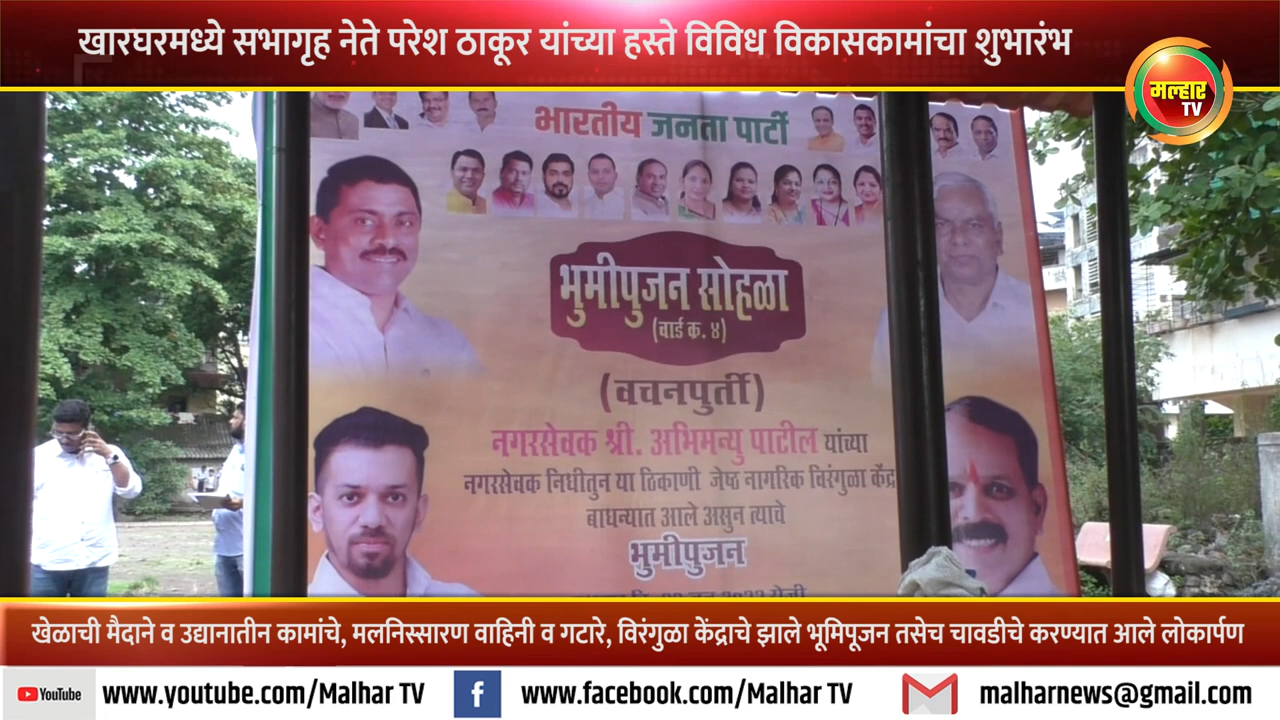 खारघरमध्ये सभागृह नेते परेश ठाकूर यांच्या हस्ते विविध विकासकामांचा शुभारंभ
मल्हार
TV
भारतीय जनता पार्टी
भुमीपुजन सोहळा
(वार्ड क्र. ४)
(वचनपुर्ती)
नगरसेवक श्री. अभिमन्यु पाटील यांच्या
नगरसेवक निधीतुन या ठिकाणी जेष्ठ नागरिक विरंगुळा केंद्र
बाधन्यात आले असुन त्याचे
भुमीपुजन
खेळाची मैदाने व उद्यानातीन कामांचे, मलनिस्सारण वाहिनी व गटारे, विरंगुळा केंद्राचे झाले भूमिपूजन तसेच चावडीचे करण्यात आले लोकार्पण
YouTube www.youtube.com/Malhar TV f www.facebook.com/Malhar TV malharnews@gmail.com